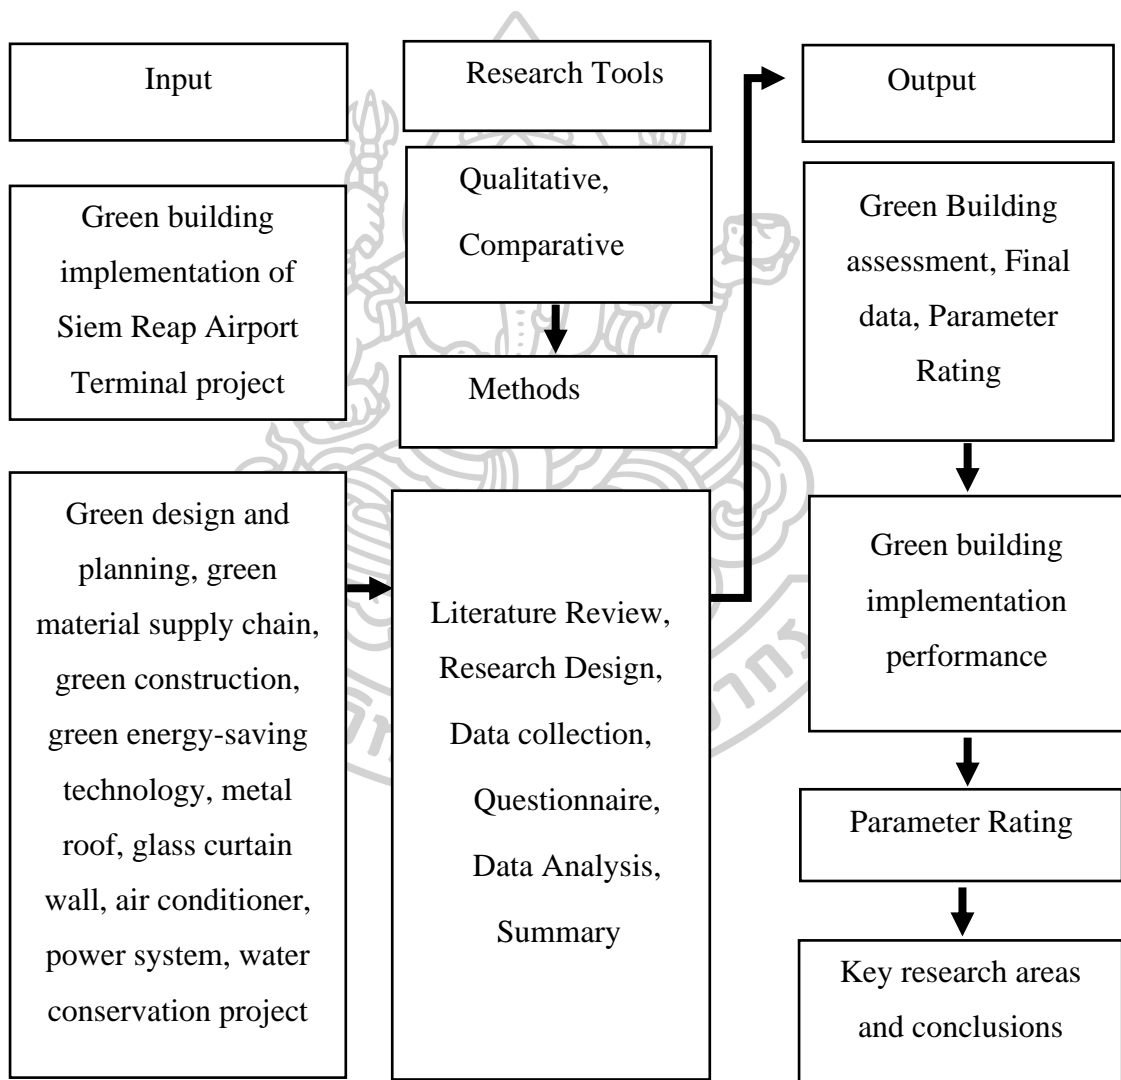 Input
Green building
implementation of
Siem Reap Airport
Terminal project
Green design and
planning, green
material supply chain,
green construction,
green energy-saving
technology, metal
roof, glass curtain
wall, air conditioner,
power system, water
conservation project
Research Tools
Qualitative,
Comparative
Methods
Literature Review,
Research Design,
Data collection,
Questionnaire,
Data Analysis,
Summary
Output
Green Building
assessment, Final
data, Parameter
Rating
Green building
implementation
performance
Parameter Rating
Key research areas
and conclusions